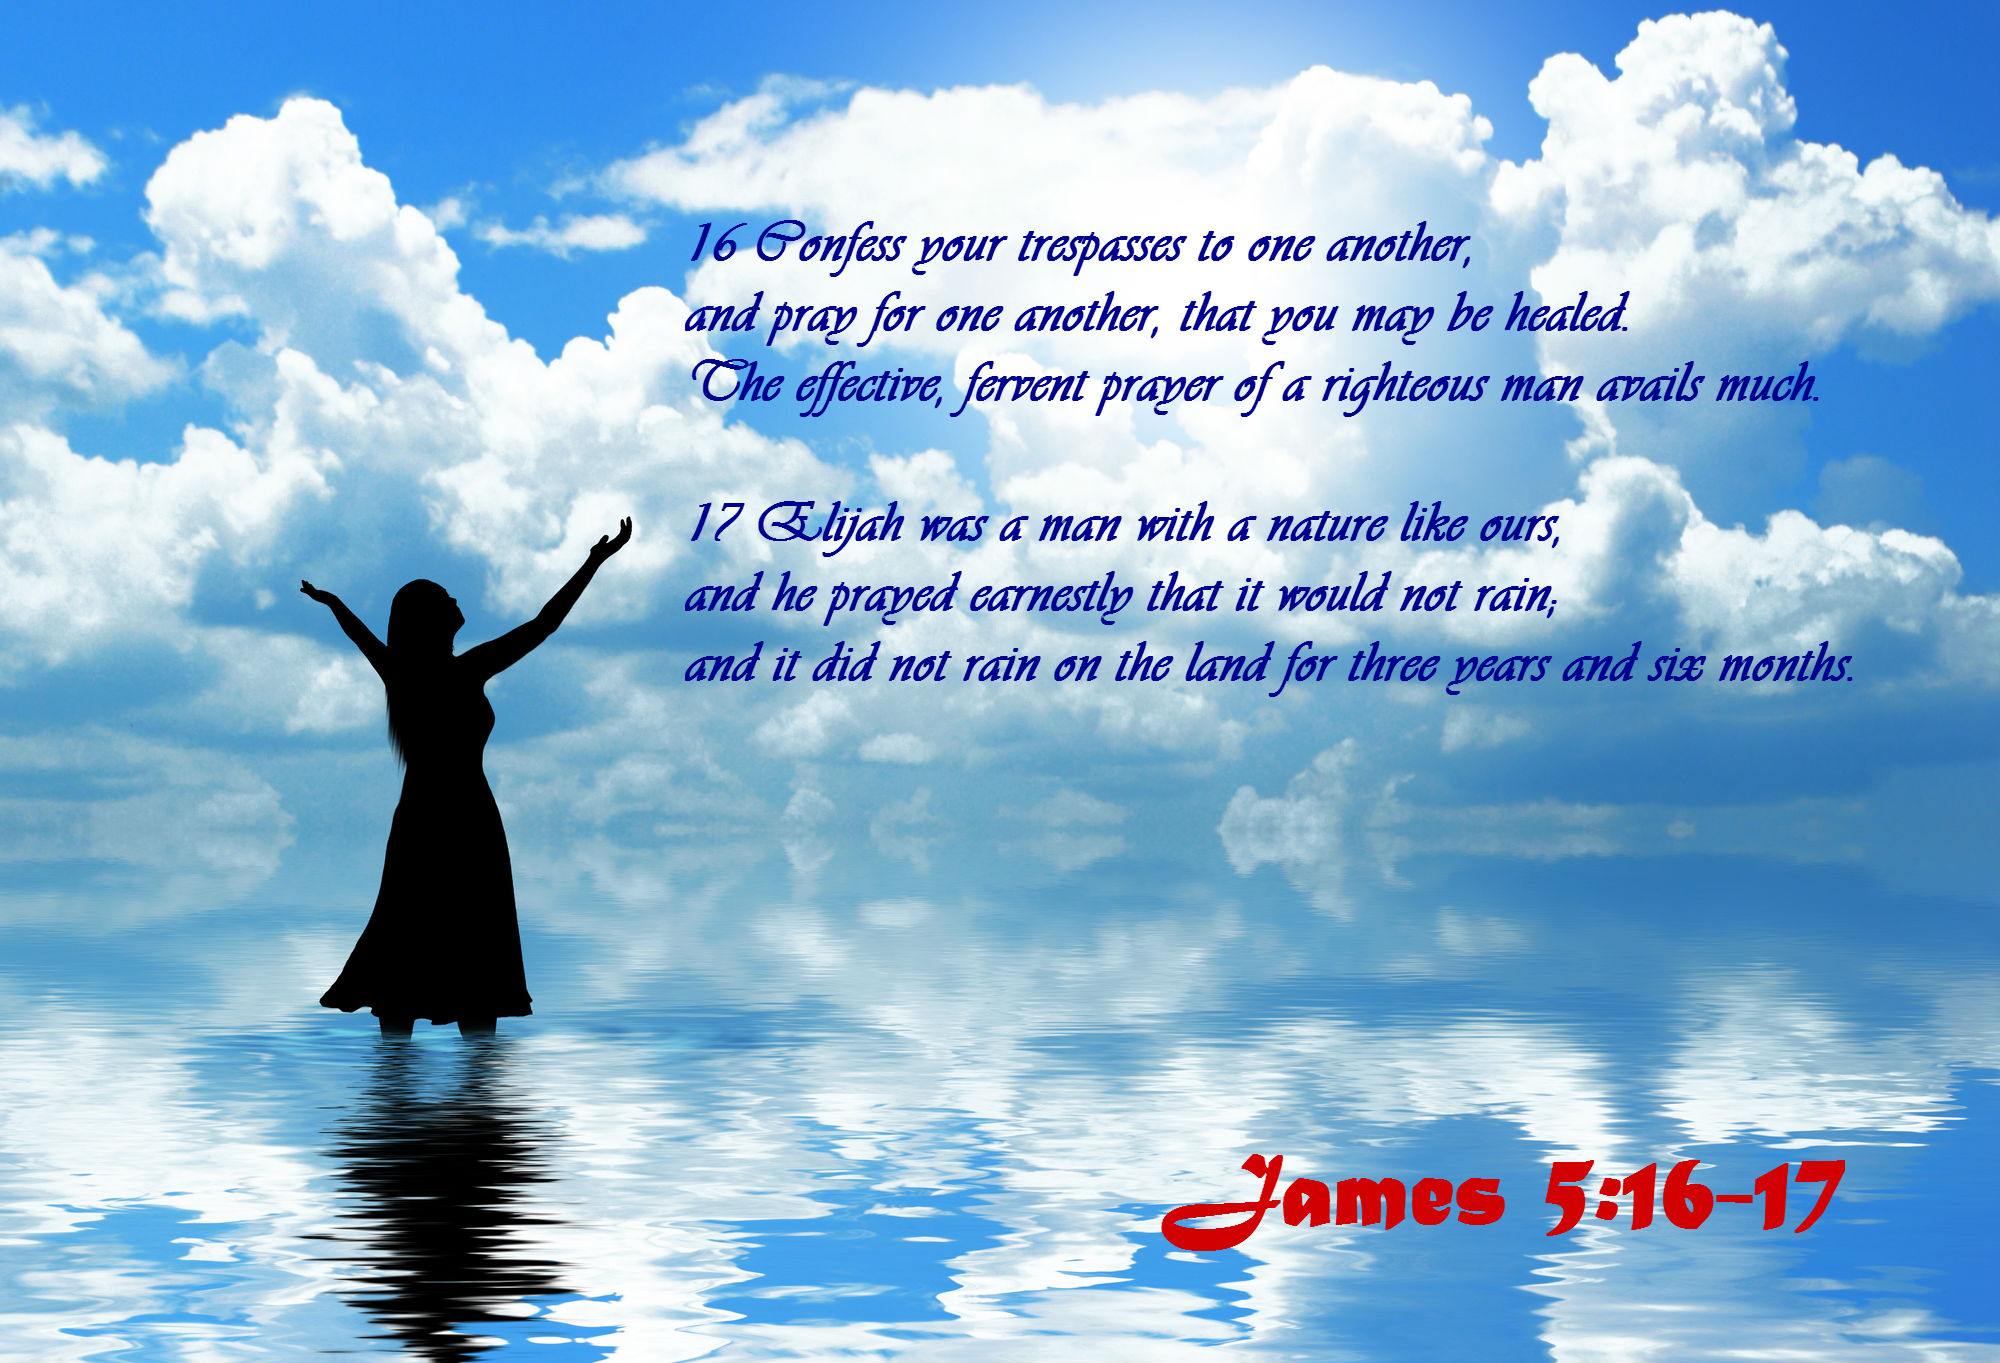 16 Confess your trespasses to one another,
and pray for one another, that you may be healed.
The effective, fervent prayer of a righteous man avails much.
17 Elijah was a man with a nature like ours,
and he prayed earnestly that it would not rain;
and it did not rain on the land for three years and six months.
James 5:16-17